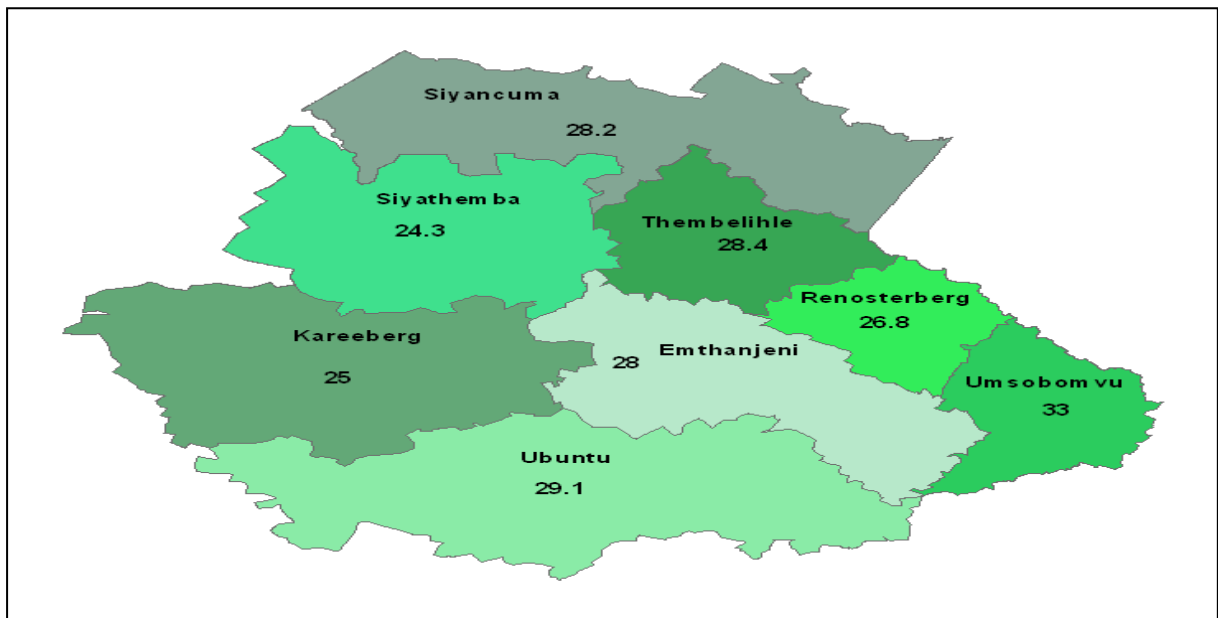 Siyancuma
28.2
Siyathemba
24.3
Thembelihle
28.4
Renosterberg
26.8
Kareeberg
25
28 Emthanjeni
Umsobomvu
33
Ubuntu
29.1